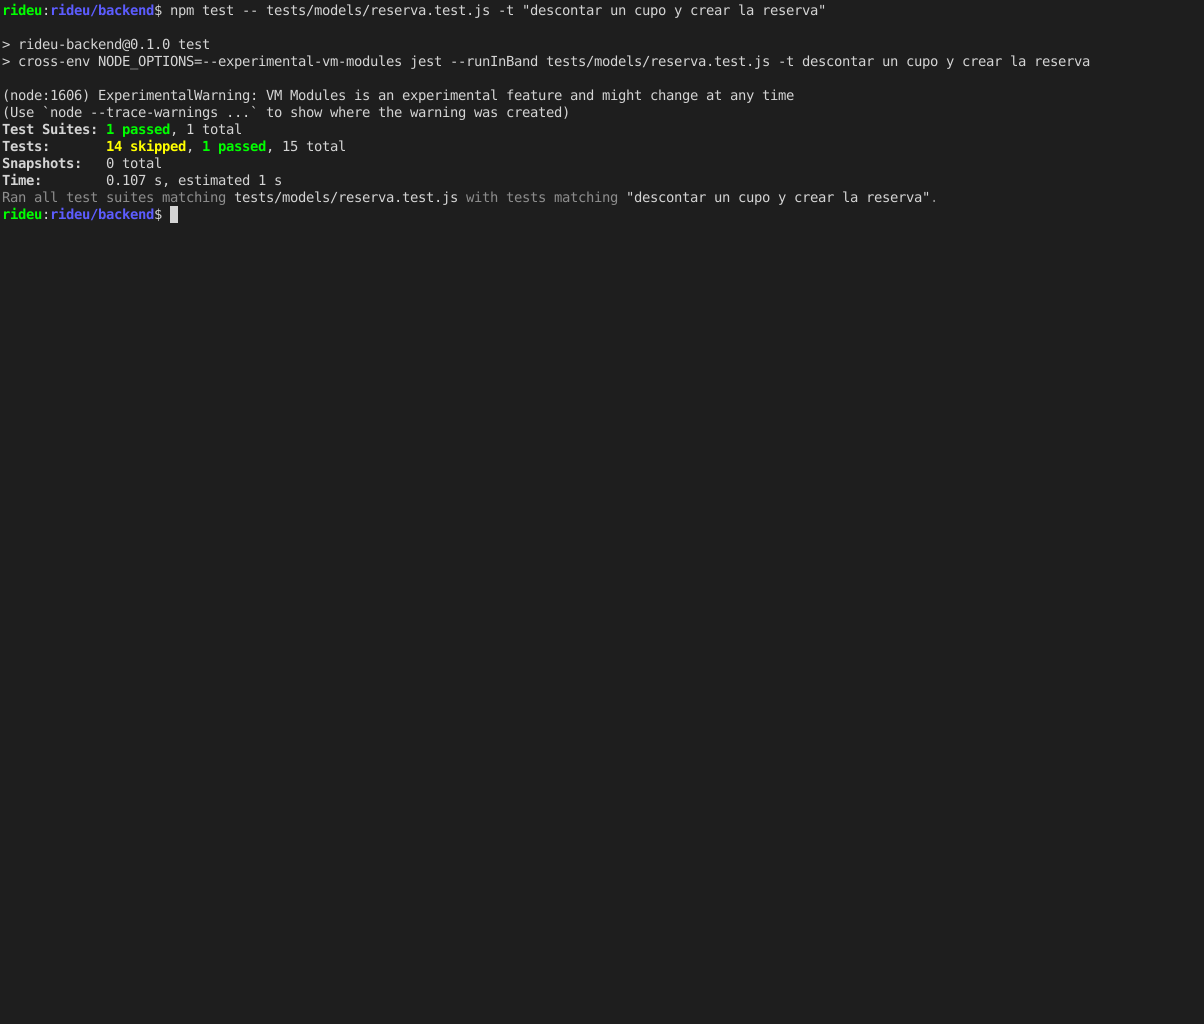 rideu:rideu/backend$ npm test -- tests/models/reserva.test.js -t "descontar un cupo y crear la reserva"
> rideu-backend@0.1.0 test
> cross-env NODE_OPTIONS=--experimental-vm-modules jest --runInBand tests/models/reserva.test.js -t descontar un cupo y crear la reserva
(node:1606) ExperimentalWarning: VM Modules is an experimental feature and might change at any time
(Use `node --trace-warnings ...` to show where the warning was created)
Test Suites: 1 passed, 1 total
Tests:       14 skipped, 1 passed, 15 total
Snapshots:   0 total
Time:        0.107 s, estimated 1 s
Ran all test suites matching tests/models/reserva.test.js with tests matching "descontar un cupo y crear la reserva".
rideu:rideu/backend$